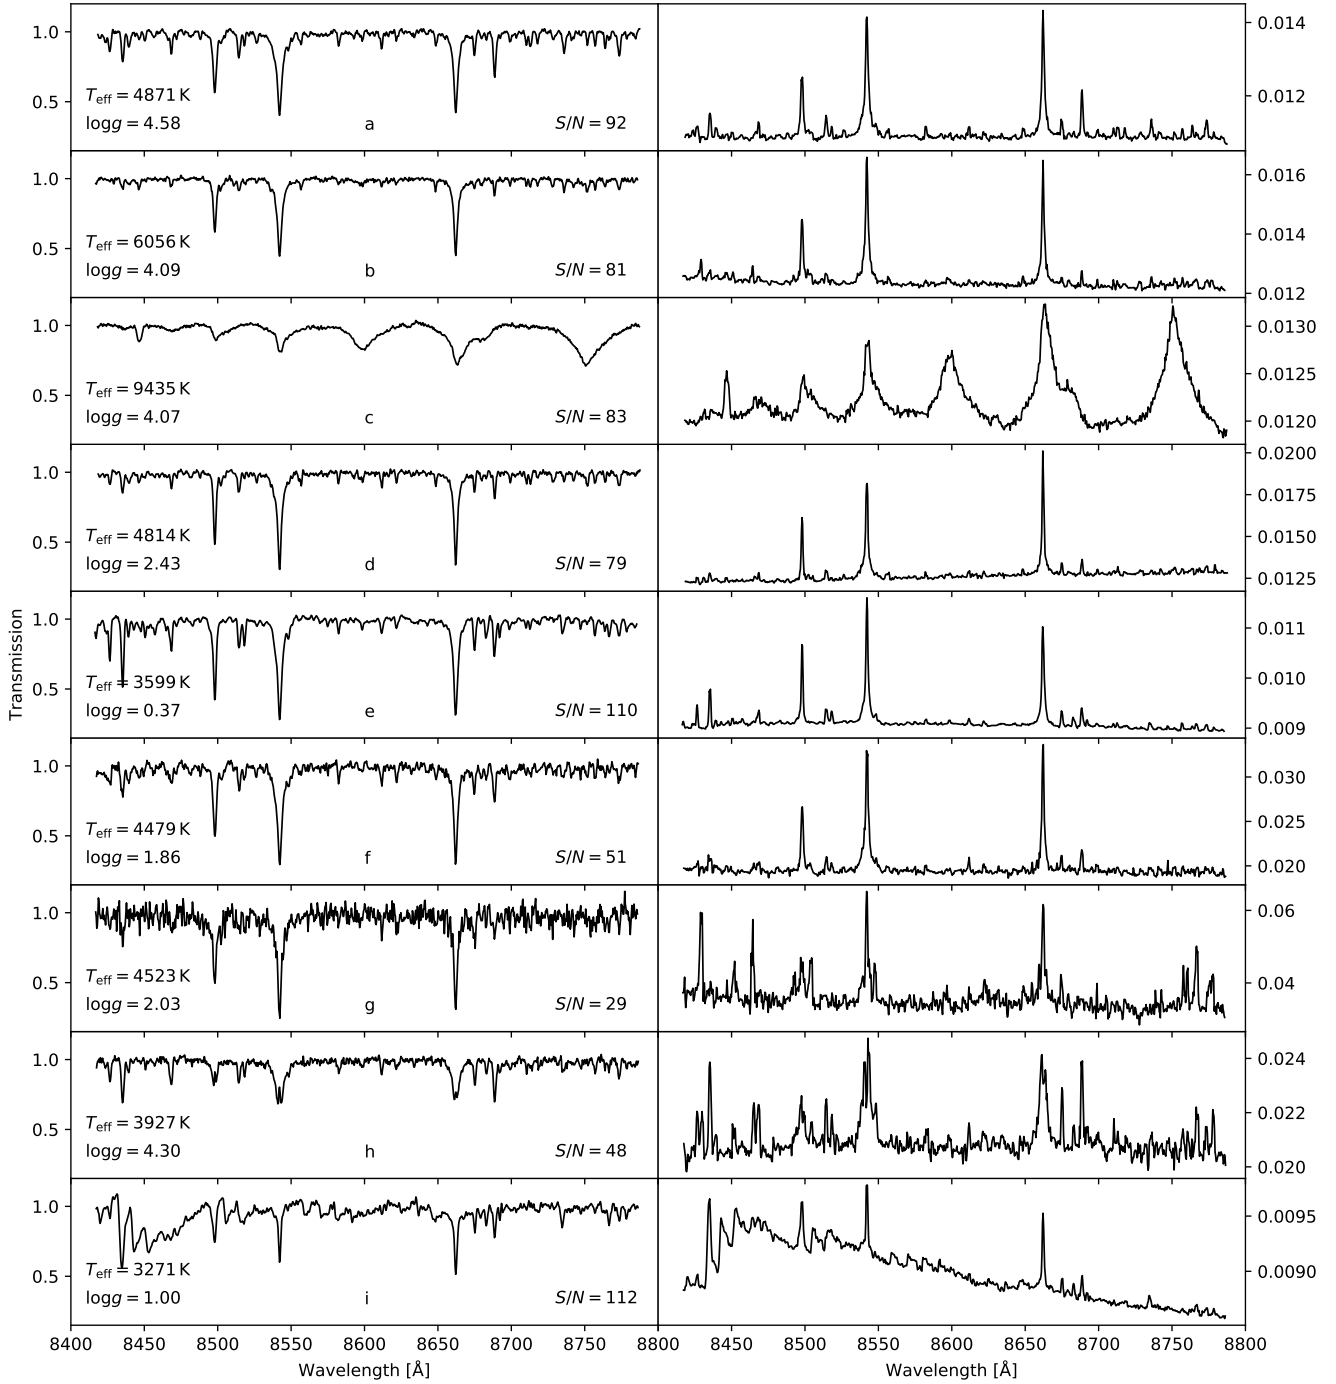 1.0
0.5
T_eff = 4871 K
log g = 4.58
a
S/N = 92
0.014
0.012
1.0
0.5
T_eff = 6056 K
log g = 4.09
b
S/N = 81
0.016
0.014
0.012
1.0
0.5
T_eff = 9435 K
log g = 4.07
c
S/N = 83
0.0130
0.0125
0.0120
1.0
0.5
T_eff = 4814 K
log g = 2.43
d
S/N = 79
0.0200
0.0175
0.0150
0.0125
Transmission
1.0
0.5
T_eff = 3599 K
log g = 0.37
e
S/N = 110
0.011
0.010
0.009
1.0
0.5
T_eff = 4479 K
log g = 1.86
f
S/N = 51
0.030
0.025
0.020
1.0
0.5
T_eff = 4523 K
log g = 2.03
g
S/N = 29
0.06
0.04
1.0
0.5
T_eff = 3927 K
log g = 4.30
h
S/N = 48
0.024
0.022
0.020
1.0
0.5
T_eff = 3271 K
log g = 1.00
i
S/N = 112
0.0095
0.0090
8400 8450 8500 8550 8600 8650 8700 8750 8800 8450 8500 8550 8600 8650 8700 8750 8800
Wavelength [Å] Wavelength [Å]